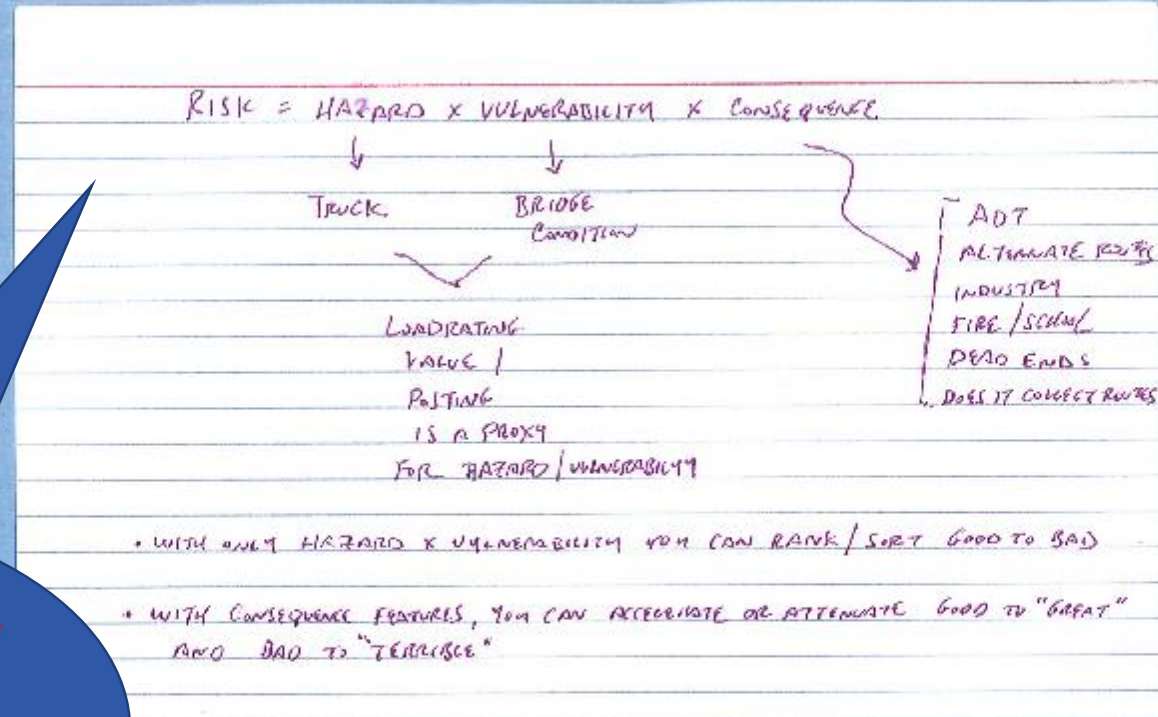 RISK = HAZARD x VULNERABILITY x CONSEQUENCE
TRUCK
BRIDGE
CONDITION
LOADRATING
VALUE /
POSTING
IS A PROXY
FOR HAZARD / VULNERABILITY
ADT
ALTERNATE ROUTES
INDUSTRY
FIRE / SCHOOL
DEAD ENDS
DOES IT COLLECT ROUTES
• WITH ONLY HAZARD x VULNERABILITY YOU CAN RANK / SORT GOOD TO BAD
• WITH CONSEQUENCE FEATURES, YOU CAN ACCELERATE OR ATTENUATE GOOD TO "GREAT"
AND BAD TO "TERRIBLE"